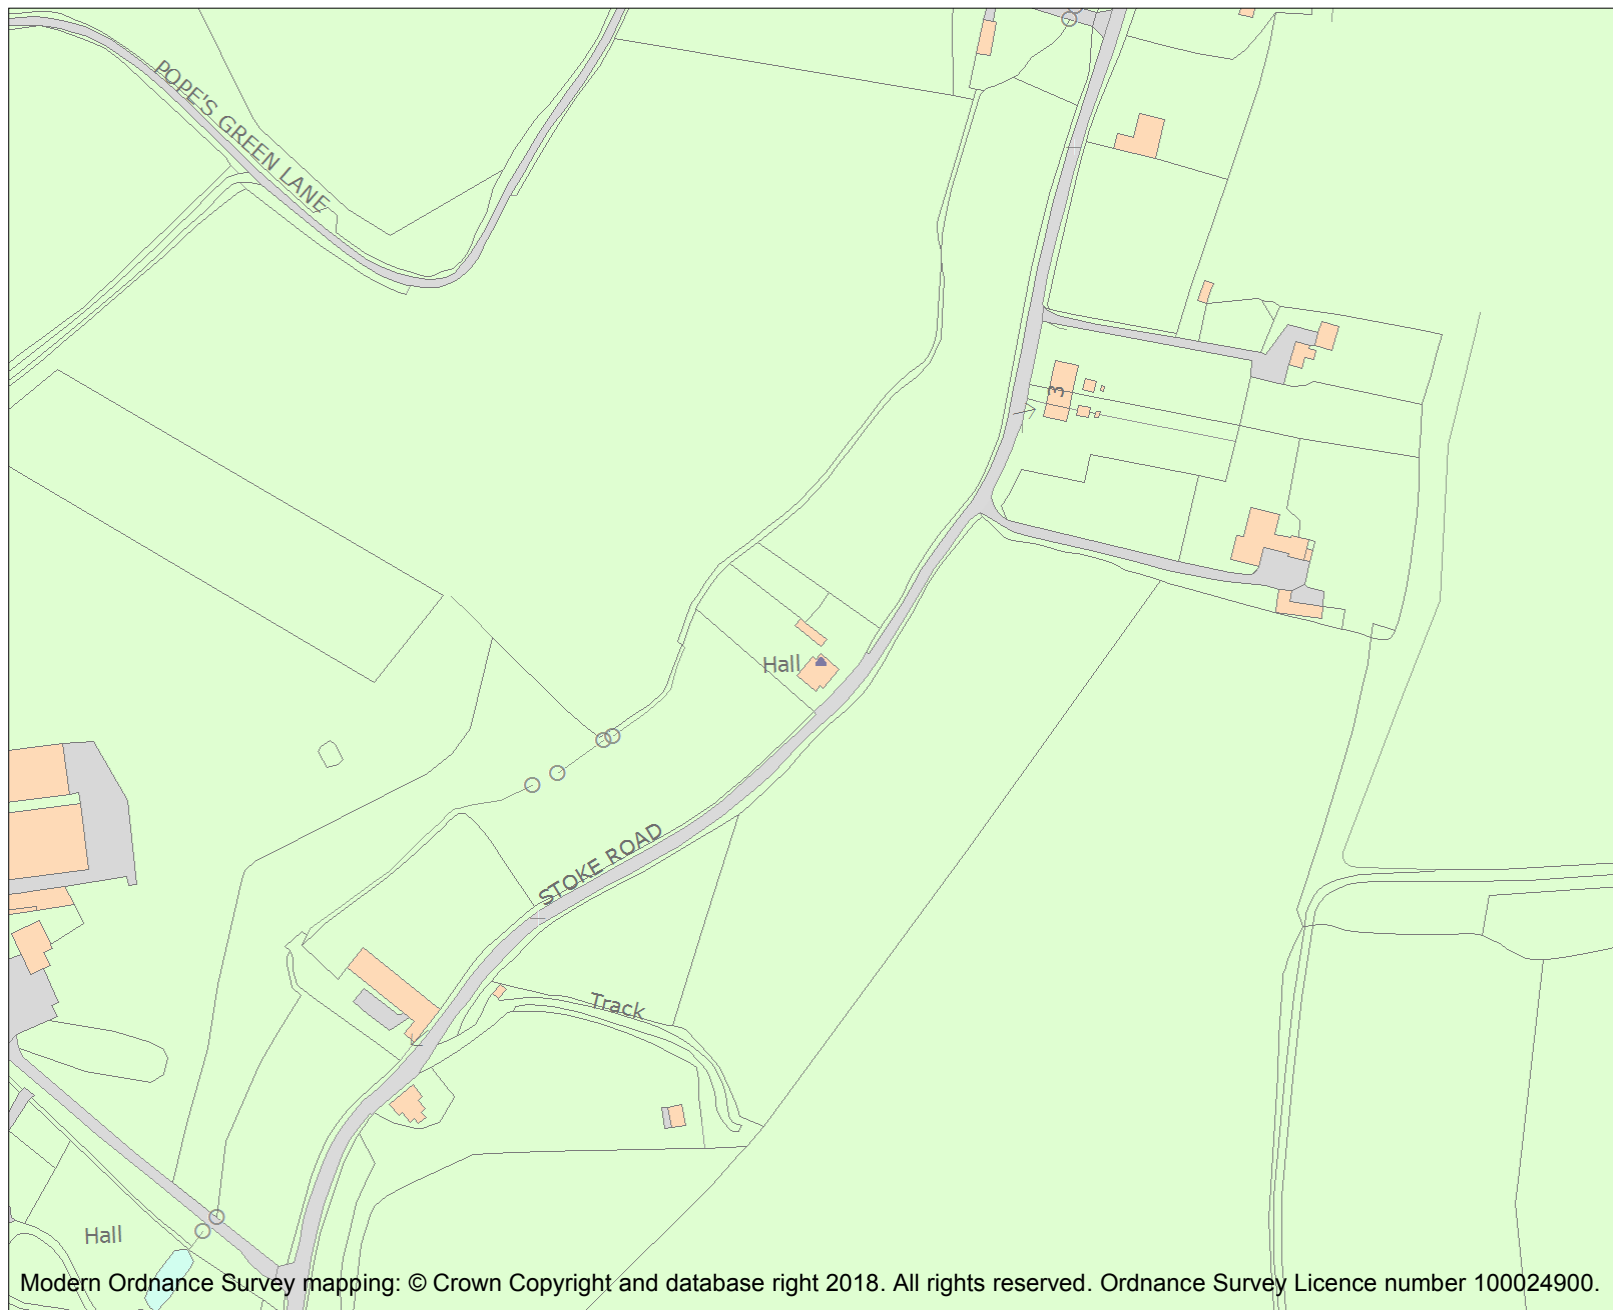 POPE'S GREEN LANE
3
Hall
STOKE ROAD
Track
Hall
Modern Ordnance Survey mapping: © Crown Copyright and database right 2018. All rights reserved. Ordnance Survey Licence number 100024900.